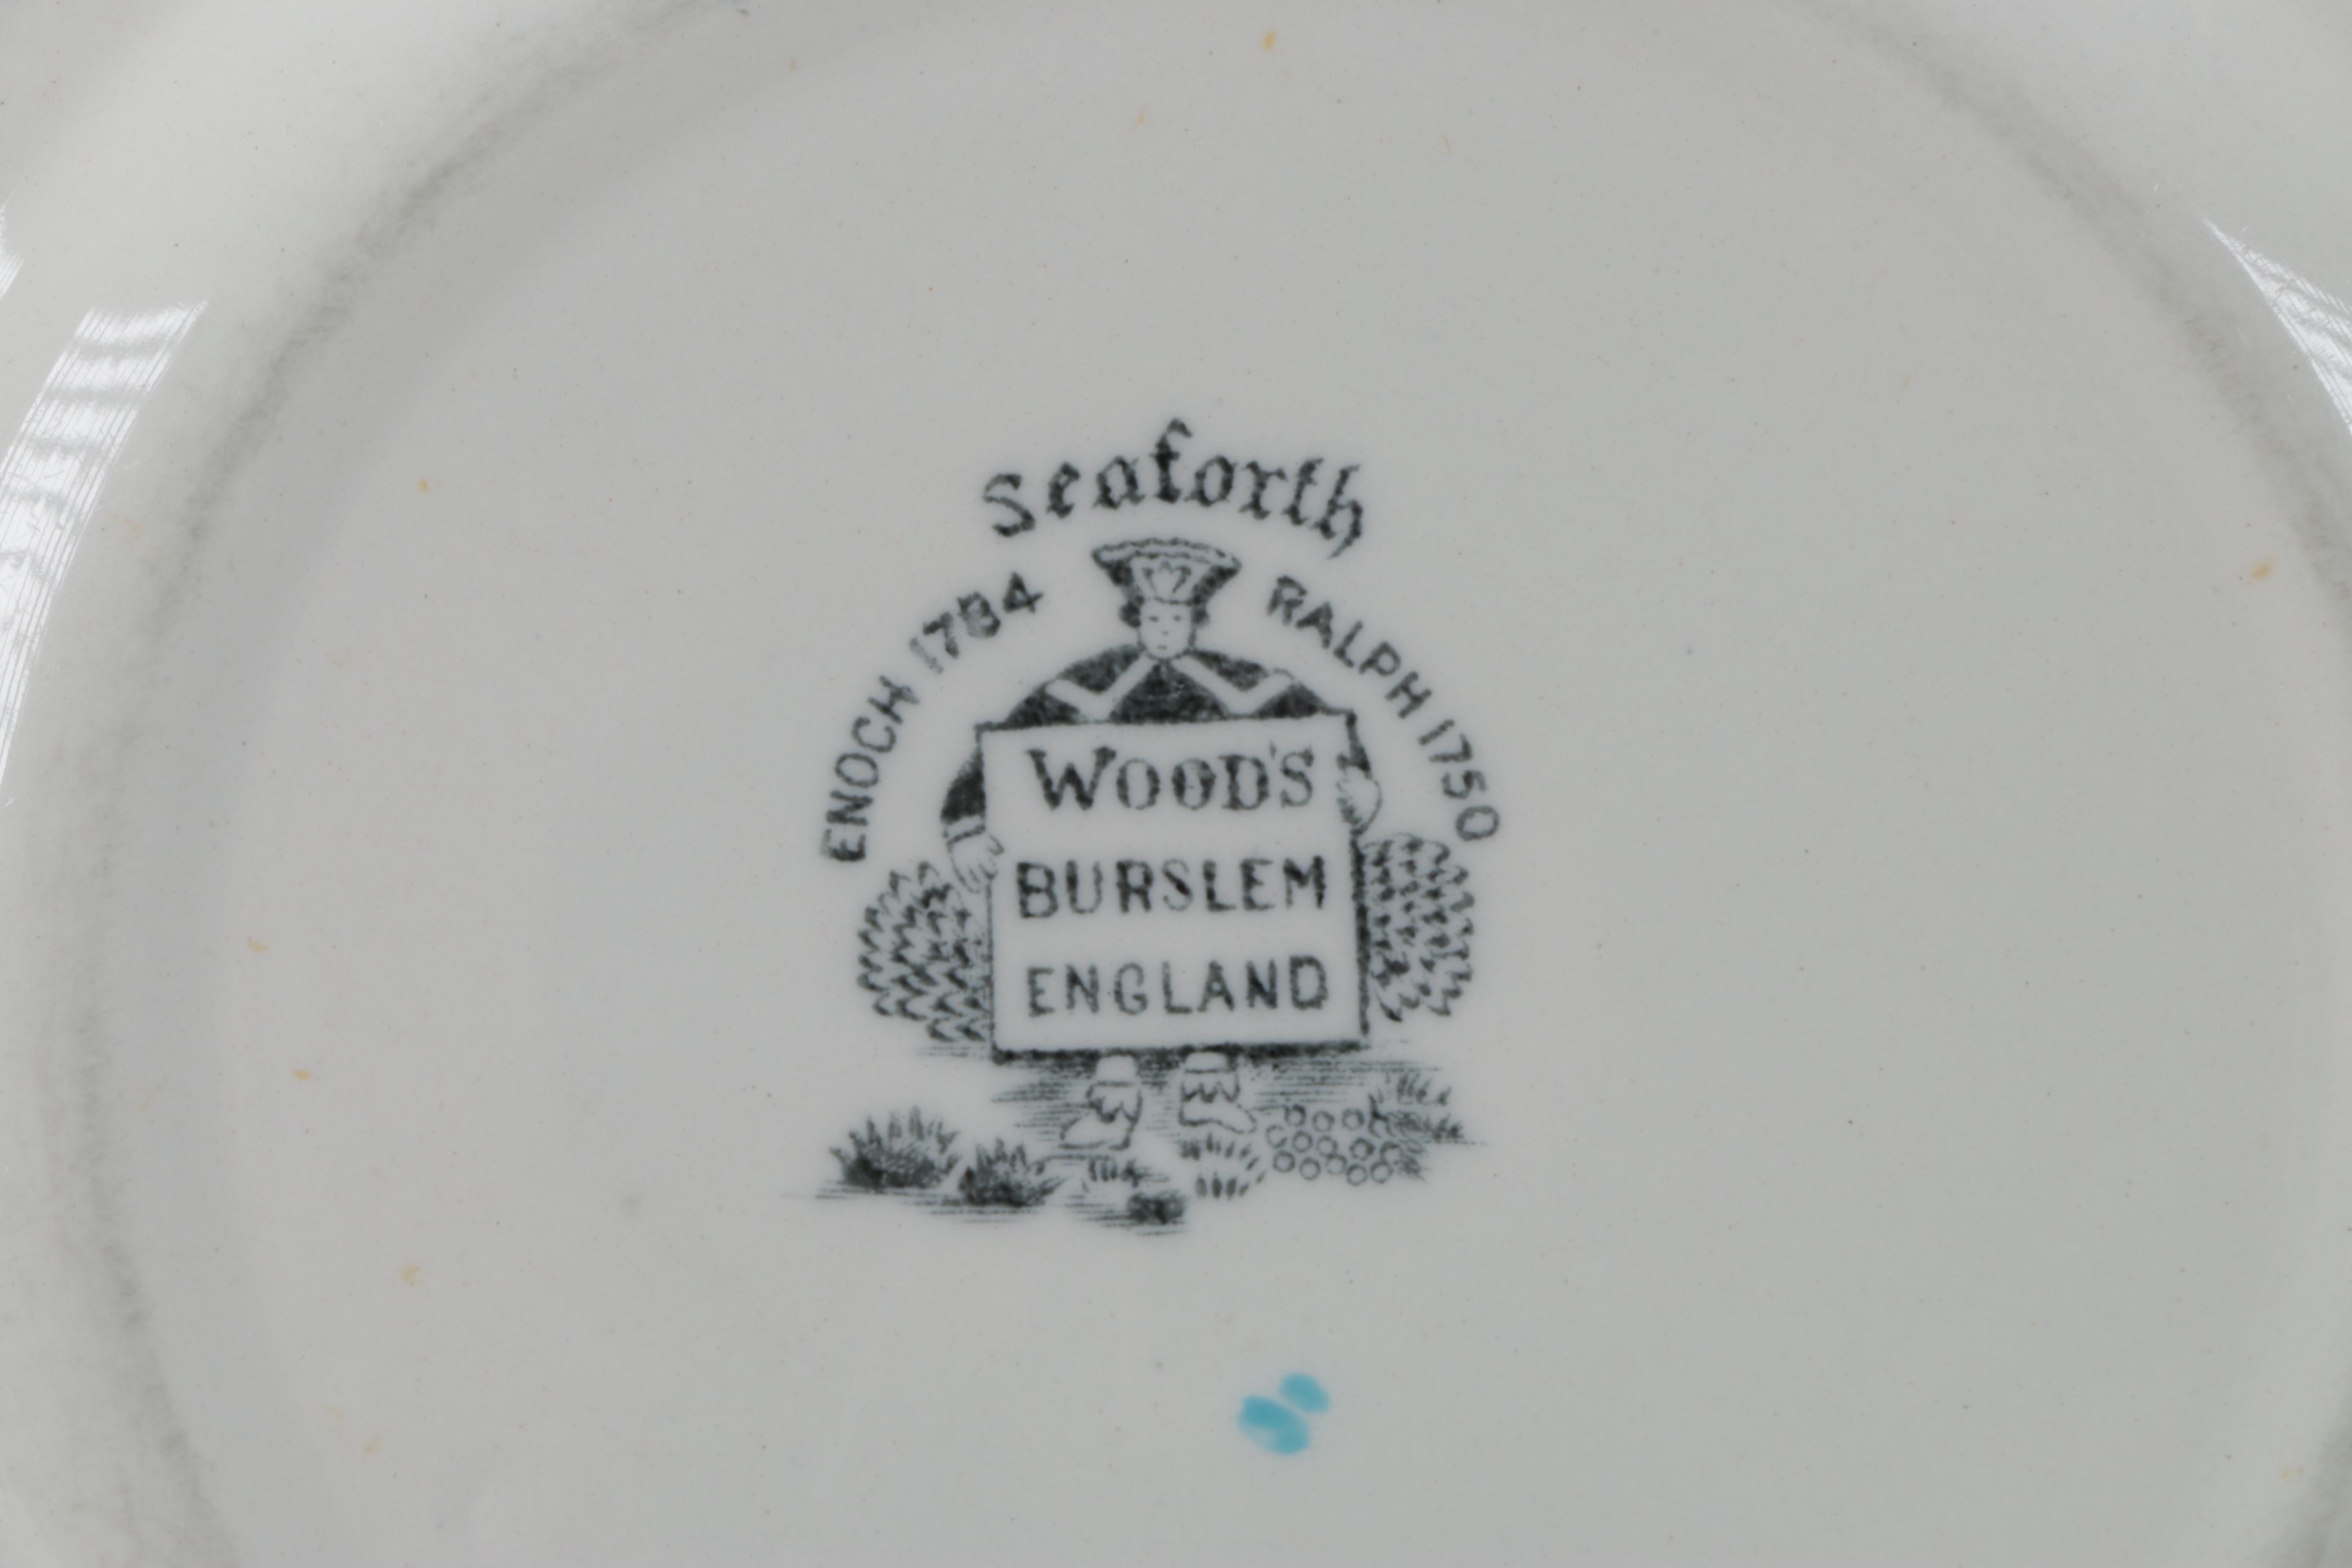 Seaforth
ENOCH 1784
RALPH 1750
WOOD'S
BURSLEM
ENGLAND